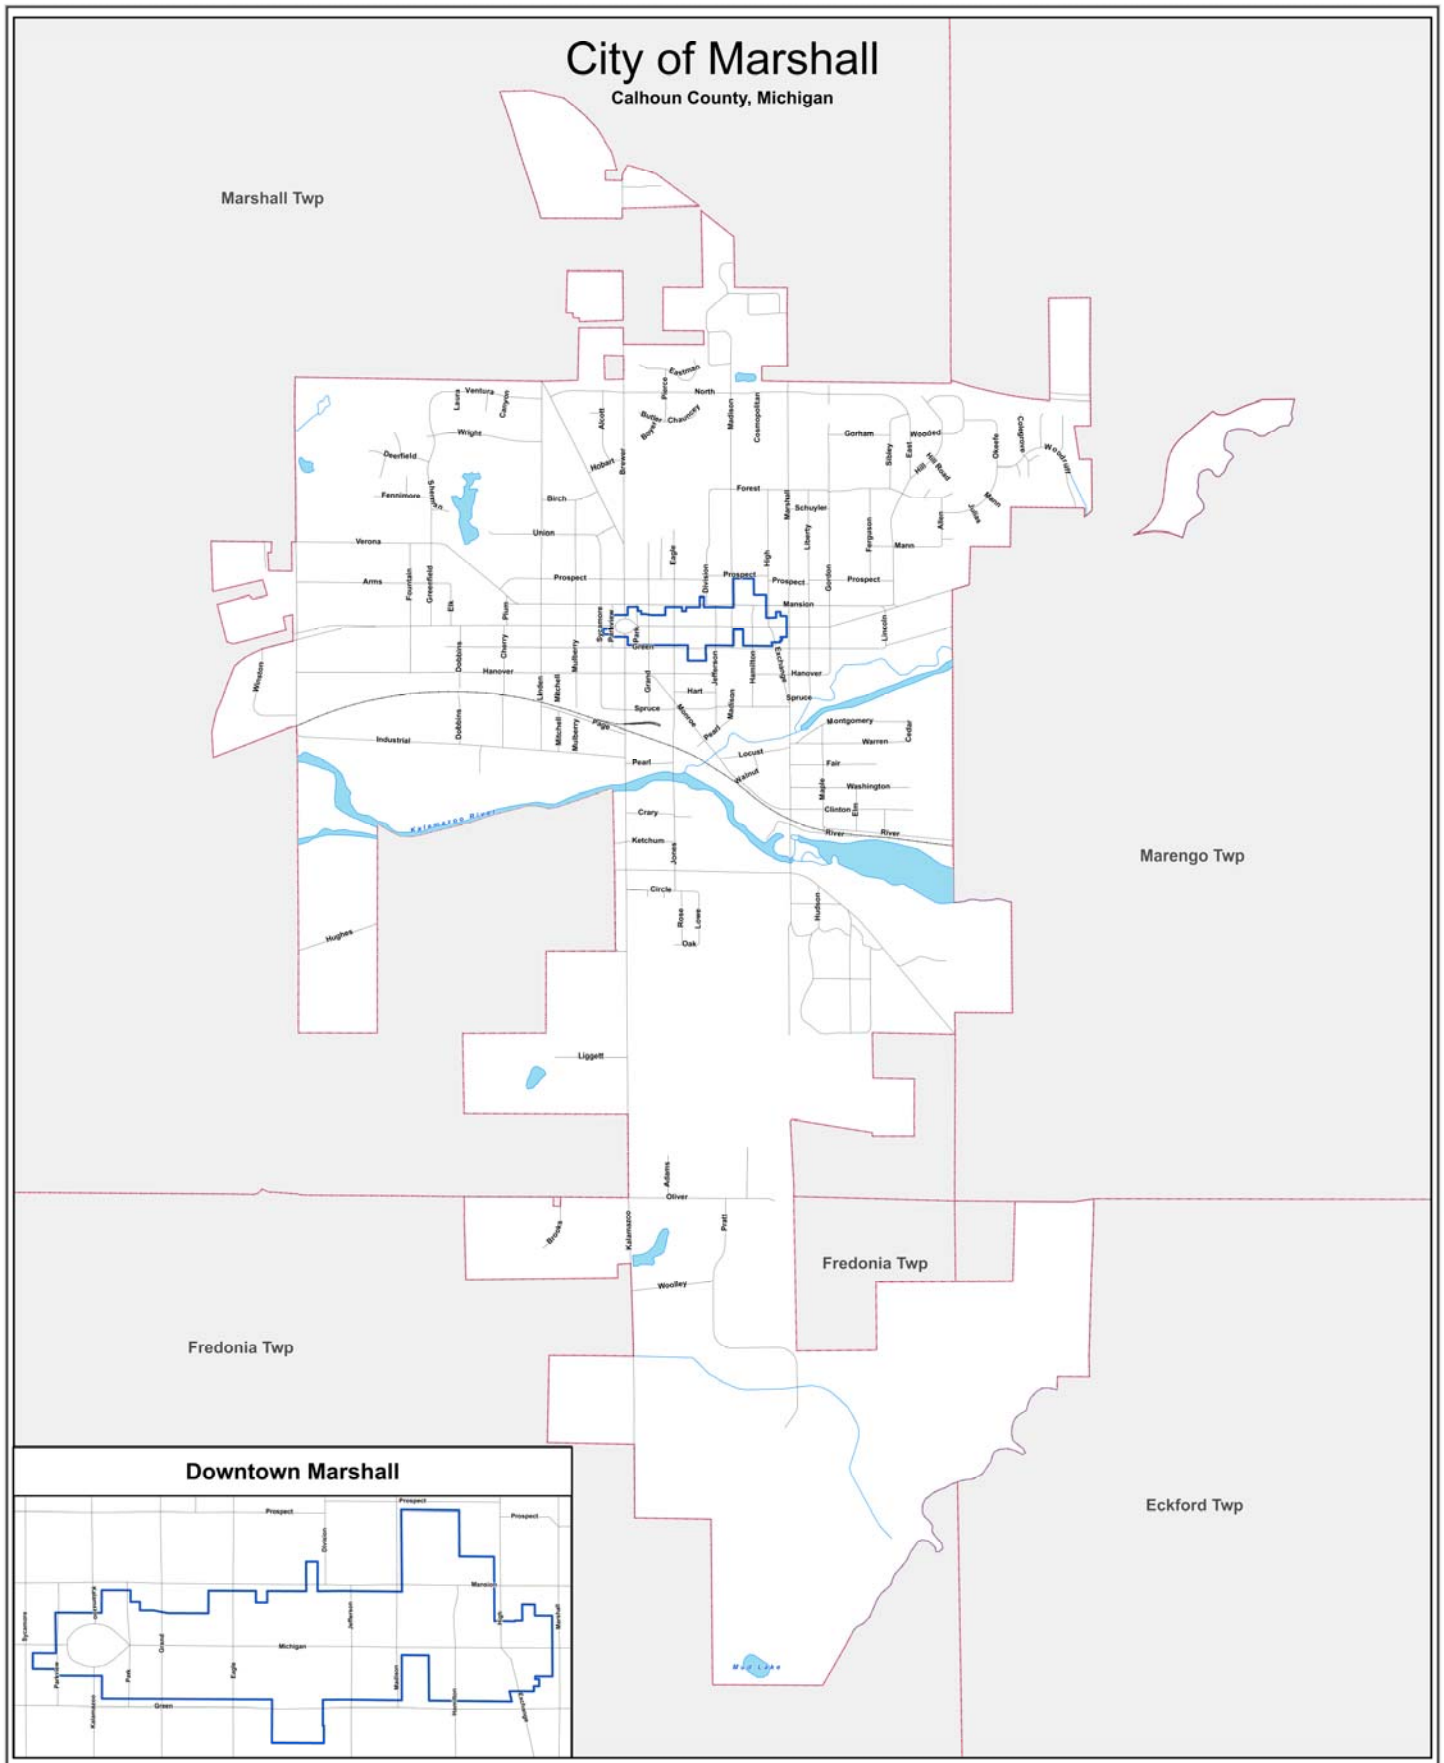 City of Marshall
Calhoun County, Michigan
Marshall Twp
Eastman
Pierce
North
Ventura
Laura
Canyon
Alcott
Butler
Chauncey
Boyer
Madison
Cosmopolitan
Wright
Gorham
Wooded
Sibley
East
Hill Road
Hill
Okeefe
Colegrove
Woodruff
Deerfield
Hobart
Brewer
Fennimore
Sherman
Birch
Forest
Marshall
Schuyler
Mann
Julias
Allen
Union
Liberty
Ferguson
Verona
Eagle
High
Mann
Arms
Fountain
Greenfield
Elk
Prospect
Division
Prospect
Prospect
Gordon
Prospect
Plum
Sycamore
Parkview
Park
Mansion
Lincoln
Green
Cherry
Dobbins
Hanover
Mulberry
Jefferson
Hamilton
Exchange
Hanover
Winston
Linden
Mitchell
Grand
Hart
Madison
Spruce
Spruce
Monroe
Dobbins
Mitchell
Mulberry
Page
Pearl
Montgomery
Cedar
Industrial
Warren
Locust
Pearl
Fair
Walnut
Maple
Washington
Kalamazoo River
Crary
Clinton
Elm
River
River
Ketchum
Jones
Marengo Twp
Circle
Rose
Lowe
Hudson
Hughes
Oak
Liggett
Adams
Oliver
Brooks
Kalamazoo
Pratt
Fredonia Twp
Woolley
Fredonia Twp
Eckford Twp
Mud Lake
Downtown Marshall
Prospect
Prospect
Prospect
Division
Mansion
Kalamazoo
Sycamore
Jefferson
High
Marshall
Grand
Michigan
Parkview
Park
Eagle
Madison
Hamilton
Exchange
Kalamazoo
Green